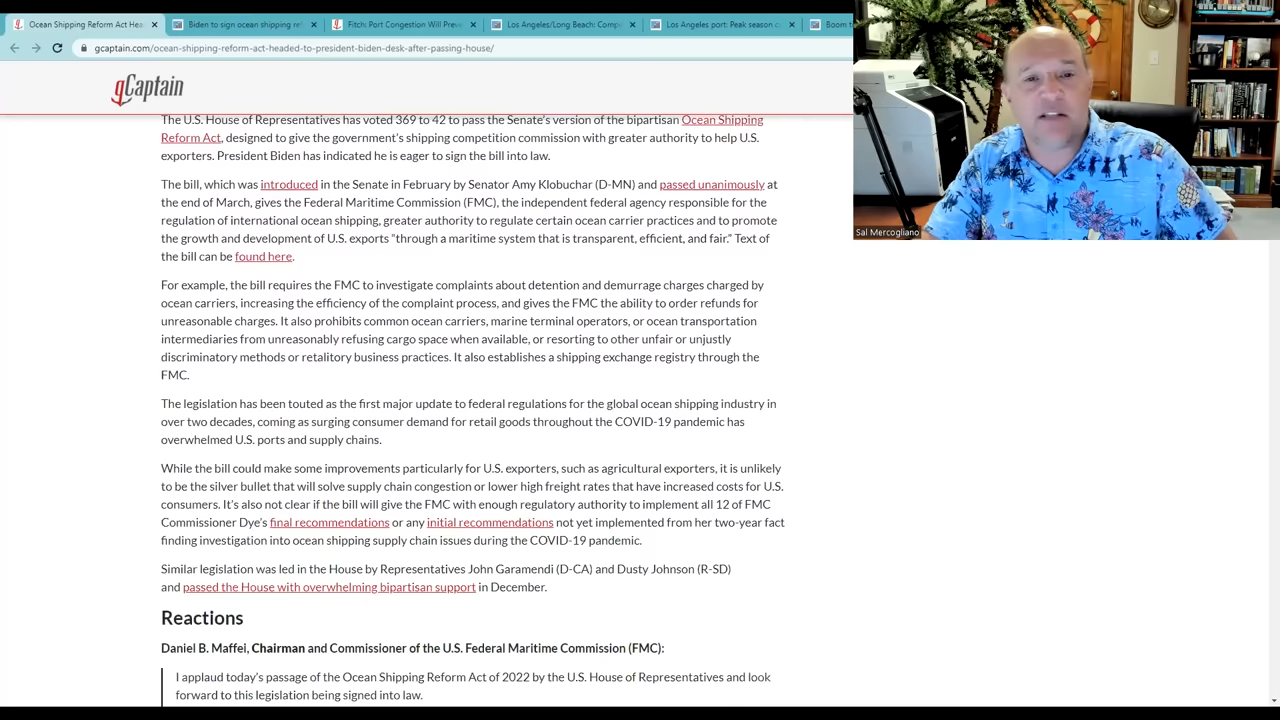 Ocean Shipping Reform Act Hea
Biden to sign ocean shipping re
Fitch: Port Congestion Will Prev
Los Angeles/Long Beach: Comp
Los Angeles port: Peak season c
Boom t
gcaptain.com/ocean-shipping-reform-act-headed-to-president-biden-desk-after-passing-house/
gCaptain
Sal Mercogliano
The U.S. House of Representatives has voted 369 to 42 to pass the Senate's version of the bipartisan Ocean Shipping
Reform Act, designed to give the government's shipping competition commission with greater authority to help U.S.
exporters. President Biden has indicated he is eager to sign the bill into law.
The bill, which was introduced in the Senate in February by Senator Amy Klobuchar (D-MN) and passed unanimously at
the end of March, gives the Federal Maritime Commission (FMC), the independent federal agency responsible for the
regulation of international ocean shipping, greater authority to regulate certain ocean carrier practices and to promote
the growth and development of U.S. exports "through a maritime system that is transparent, efficient, and fair." Text of
the bill can be found here.
For example, the bill requires the FMC to investigate complaints about detention and demurrage charges charged by
ocean carriers, increasing the efficiency of the complaint process, and gives the FMC the ability to order refunds for
unreasonable charges. It also prohibits common ocean carriers, marine terminal operators, or ocean transportation
intermediaries from unreasonably refusing cargo space when available, or resorting to other unfair or unjustly
discriminatory methods or retalitory business practices. It also establishes a shipping exchange registry through the
FMC.
The legislation has been touted as the first major update to federal regulations for the global ocean shipping industry in
over two decades, coming as surging consumer demand for retail goods throughout the COVID-19 pandemic has
overwhelmed U.S. ports and supply chains.
While the bill could make some improvements particularly for U.S. exporters, such as agricultural exporters, it is unlikely
to be the silver bullet that will solve supply chain congestion or lower high freight rates that have increased costs for U.S.
consumers. It's also not clear if the bill will give the FMC with enough regulatory authority to implement all 12 of FMC
Commissioner Dye's final recommendations or any initial recommendations not yet implemented from her two-year fact
finding investigation into ocean shipping supply chain issues during the COVID-19 pandemic.
Similar legislation was led in the House by Representatives John Garamendi (D-CA) and Dusty Johnson (R-SD)
and passed the House with overwhelming bipartisan support in December.
Reactions
Daniel B. Maffei, Chairman and Commissioner of the U.S. Federal Maritime Commission (FMC):
I applaud today's passage of the Ocean Shipping Reform Act of 2022 by the U.S. House of Representatives and look
forward to this legislation being signed into law.